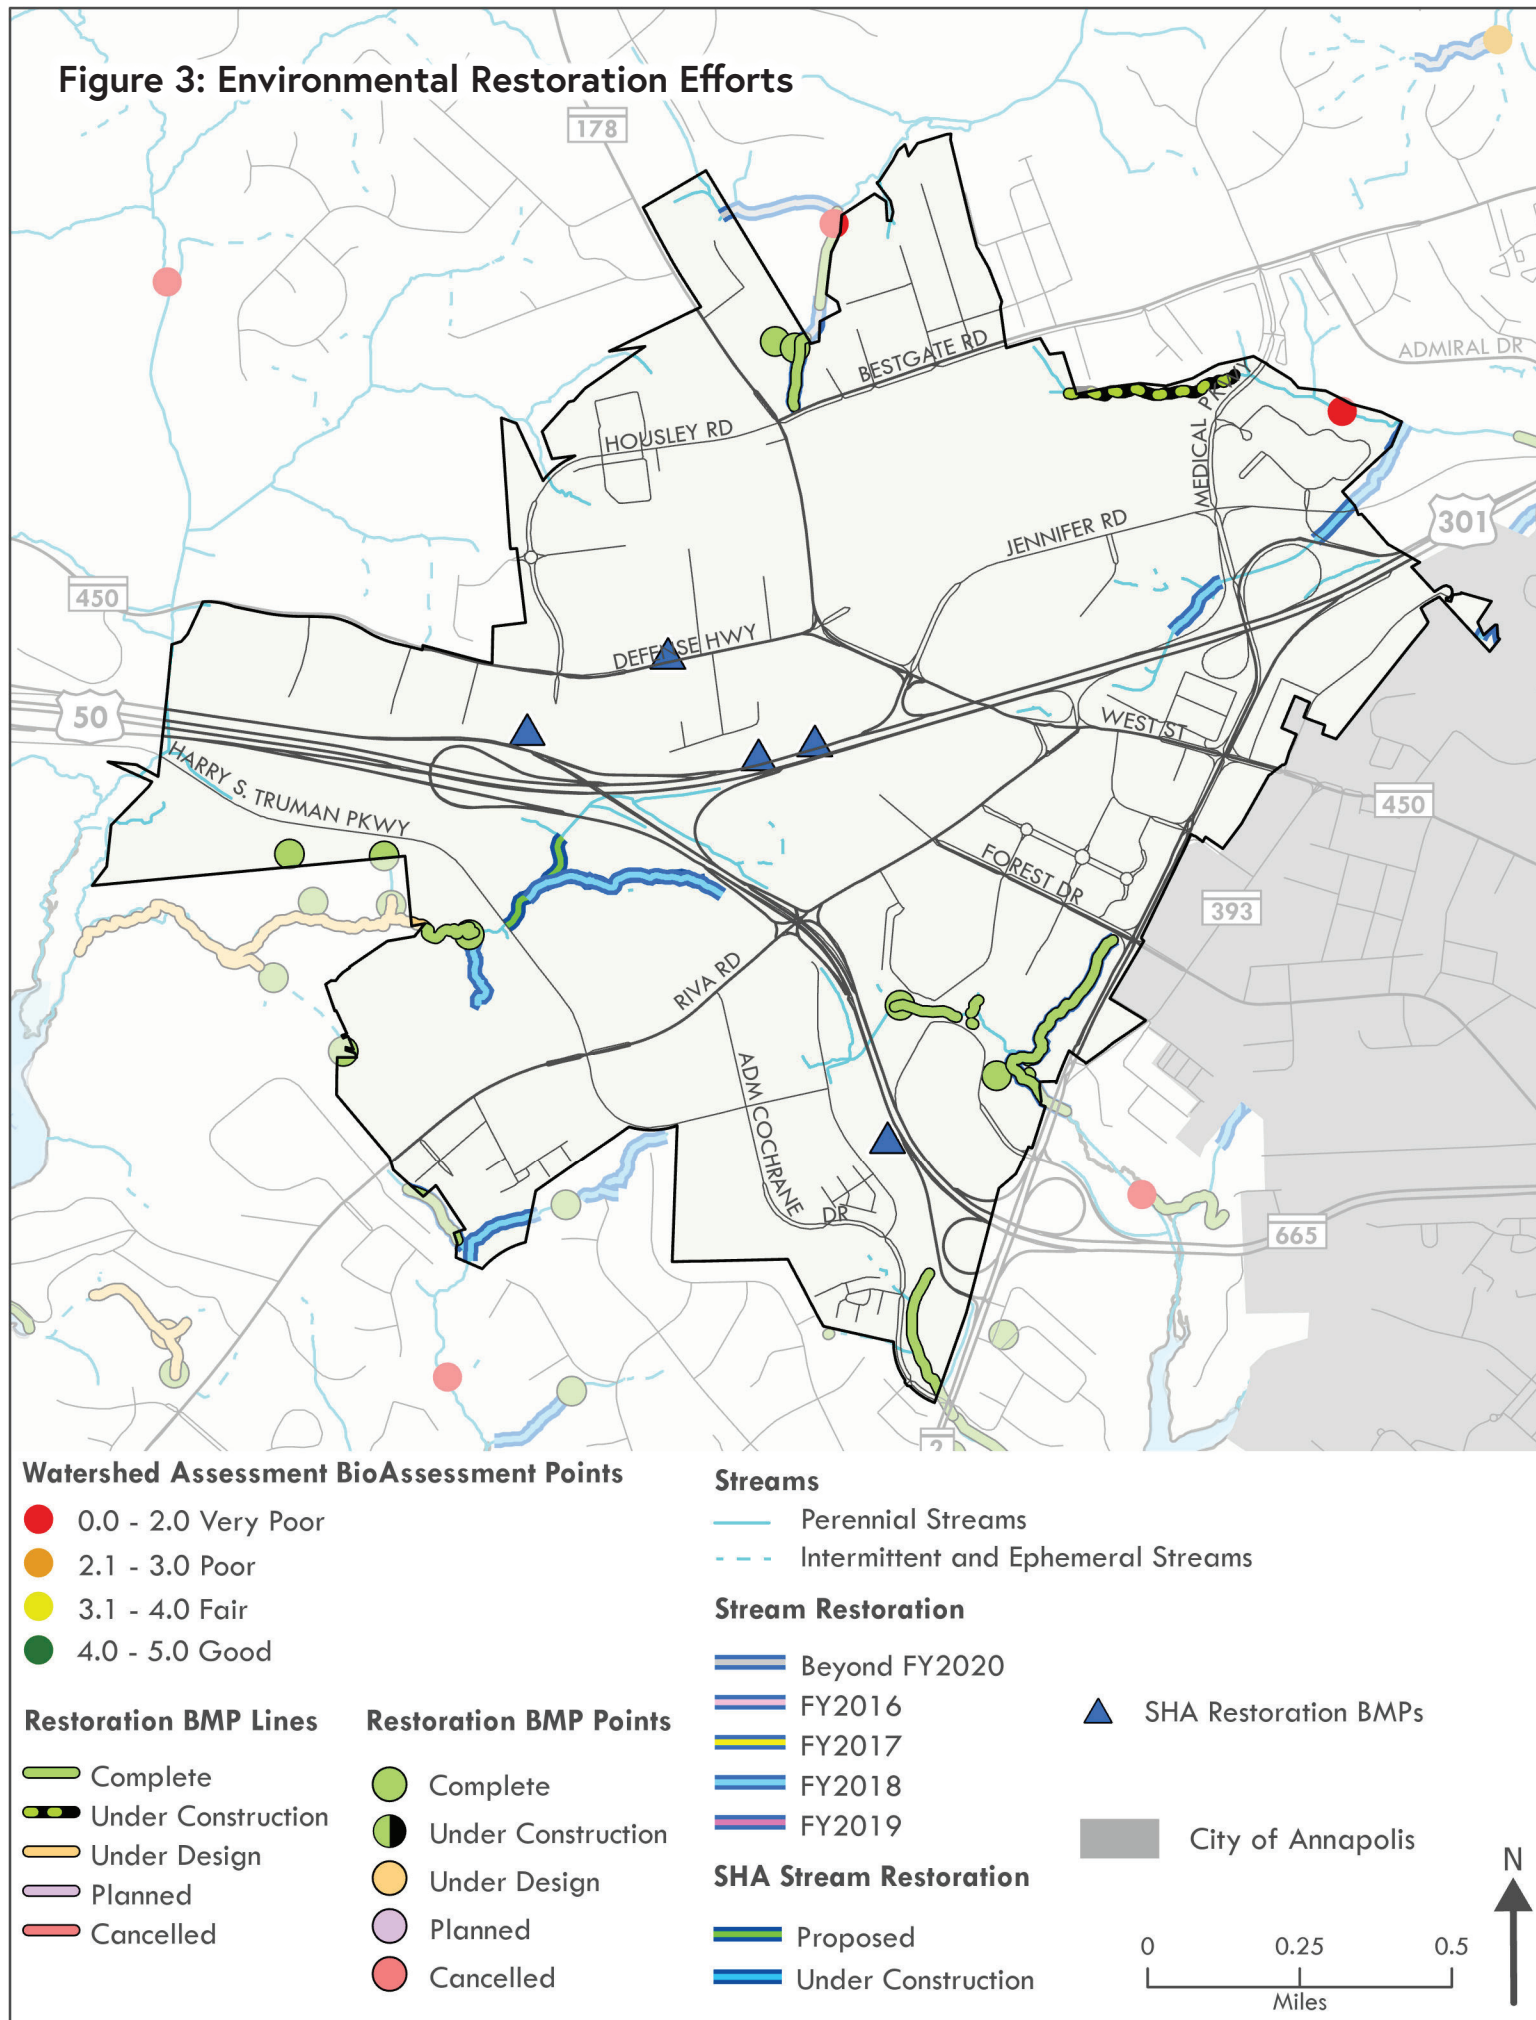 Figure 3: Environmental Restoration Efforts
178
BESTGATE RD
ADMIRAL DR
HOUSLEY RD
MEDICAL PKWY
301
JENNIFER RD
450
DEFENSE HWY
50
WEST ST
HARRY S. TRUMAN PKWY
450
FOREST DR
393
RIVA RD
ADM COCHRANE
DR
665
2
Watershed Assessment BioAssessment Points
0.0 - 2.0 Very Poor
2.1 - 3.0 Poor
3.1 - 4.0 Fair
4.0 - 5.0 Good
Restoration BMP Lines
Complete
Under Construction
Under Design
Planned
Cancelled
Restoration BMP Points
Complete
Under Construction
Under Design
Planned
Cancelled
Streams
Perennial Streams
Intermittent and Ephemeral Streams
Stream Restoration
Beyond FY2020
FY2016
FY2017
FY2018
FY2019
SHA Stream Restoration
Proposed
Under Construction
SHA Restoration BMPs
City of Annapolis
N
0 0.25 0.5
Miles